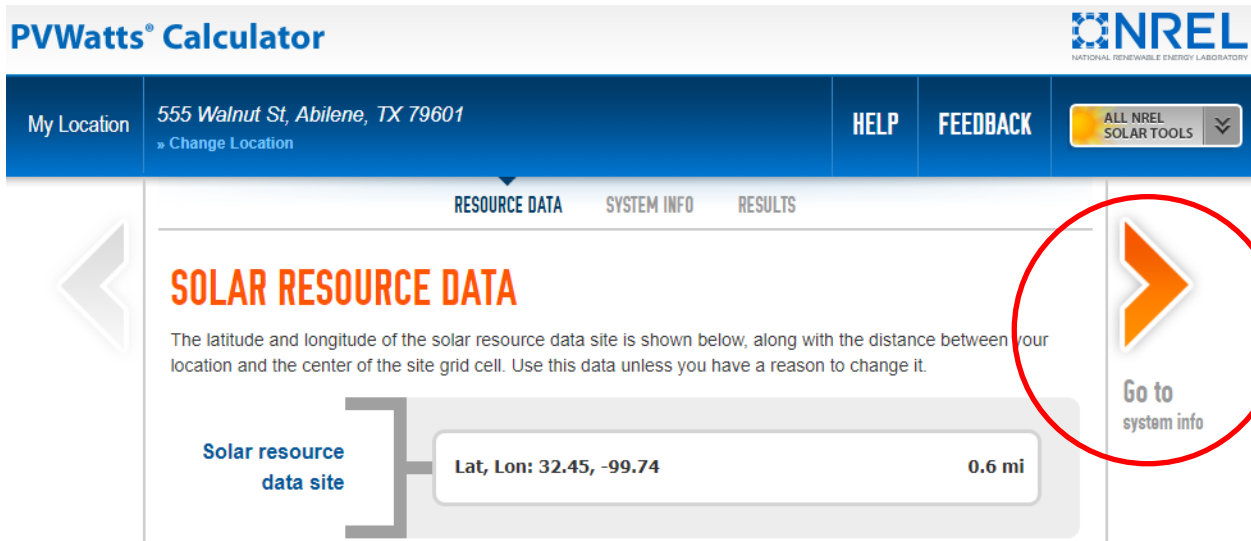 PVWatts® Calculator
NREL
NATIONAL RENEWABLE ENERGY LABORATORY
My Location
555 Walnut St, Abilene, TX 79601
» Change Location
HELP
FEEDBACK
ALL NREL
SOLAR TOOLS
RESOURCE DATA
SYSTEM INFO
RESULTS
SOLAR RESOURCE DATA
The latitude and longitude of the solar resource data site is shown below, along with the distance between your
location and the center of the site grid cell. Use this data unless you have a reason to change it.
Go to
system info
Solar resource
data site
Lat, Lon: 32.45, -99.74
0.6 mi